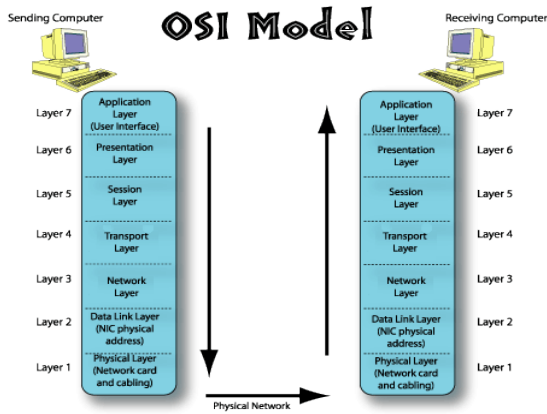 Sending Computer
OSI Model
Receiving Computer
Layer 7
Application
Layer
(User Interface)
Layer 6
Presentation
Layer
Layer 5
Session
Layer
Layer 4
Transport
Layer
Layer 3
Network
Layer
Layer 2
Data Link Layer
(NIC physical
address)
Layer 1
Physical Layer
(Network card
and cabling)
Application
Layer
(User Interface)
Layer 7
Presentation
Layer
Layer 6
Session
Layer
Layer 5
Transport
Layer
Layer 4
Network
Layer
Layer 3
Data Link Layer
(NIC physical
address)
Layer 2
Physical Layer
(Network card
and cabling)
Layer 1
Physical Network